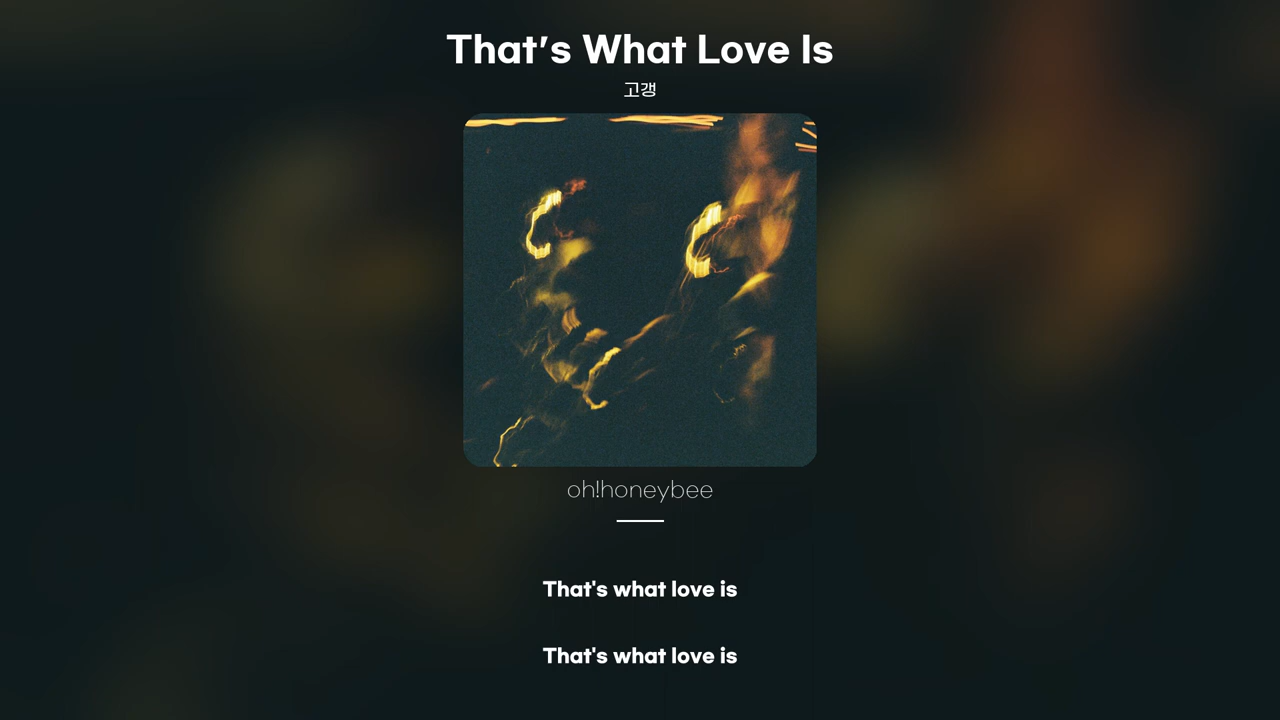 That's What Love Is
고갱
oh!honeybee
That's what love is
That's what love is